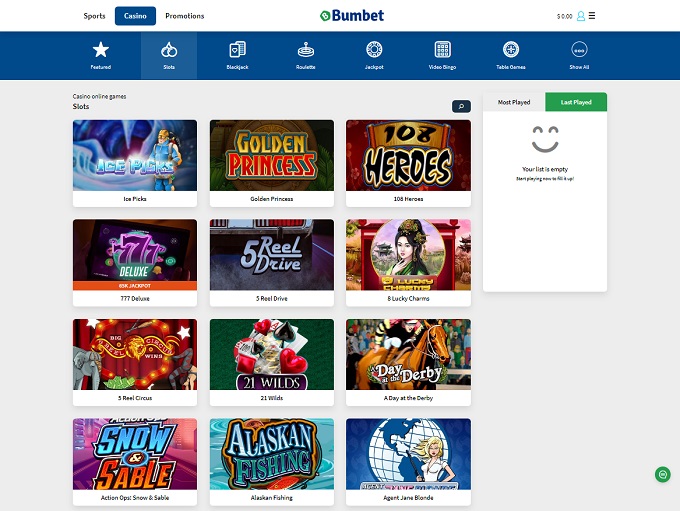 Sports
Casino
Promotions
Bumbet
$ 0.00
Featured
Slots
Blackjack
Roulette
Jackpot
Video Bingo
Table Games
Show All
Casino online games
Slots
Most Played
Last Played
Your list is empty
Start playing now to fill it up!
ICE PICKS
Ice Picks
GOLDEN
PRINCESS
Golden Princess
108
HEROES
108 Heroes
777
DELUXE
65K JACKPOT
777 Deluxe
5 Reel
Drive
5 Reel Drive
8 LUCKY
CHARMS
8 Lucky Charms
BIG
WINS
5 Reel Circus
21 WILDS
21 Wilds
A Day
at the Derby
A Day at the Derby
ACTION OPS:
SNOW
&
SABLE
Action Ops: Snow & Sable
ALASKAN
FISHING
Alaskan Fishing
AGENT JANE BLONDE
Agent Jane Blonde